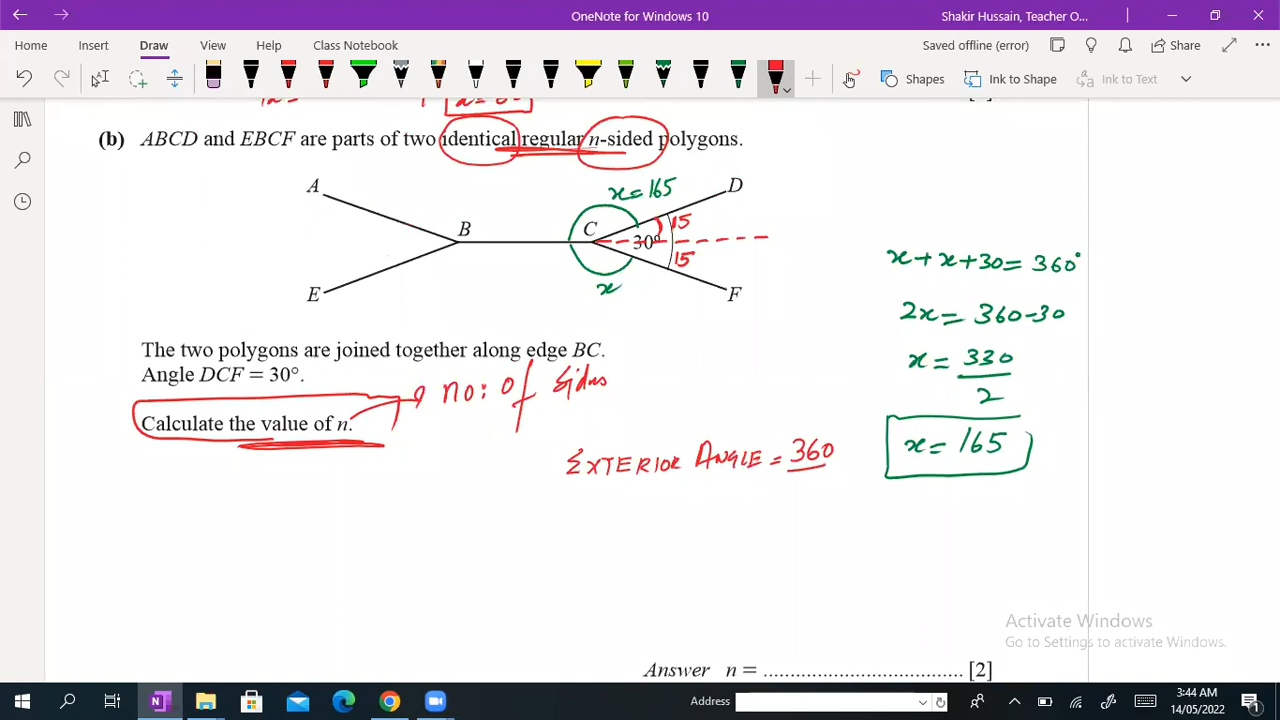 OneNote for Windows 10
Shakir Hussain, Teacher O...
Home Insert Draw View Help Class Notebook
Saved offline (error) Share
Shapes Ink to Shape Ink to Text
(b) ABCD and EBCF are parts of two identical regular n-sided polygons.
x=165
A D
B C 15
30°
15
E x F
x+x+30=360°
2x=360-30
x=330
2
x=165
The two polygons are joined together along edge BC.
Angle DCF = 30°.
no: of sides
Calculate the value of n.
EXTERIOR ANGLE = 360
Activate Windows
Go to Settings to activate Windows.
Answer n = ...................................... [2]
Address
3:44 AM
14/05/2022
1